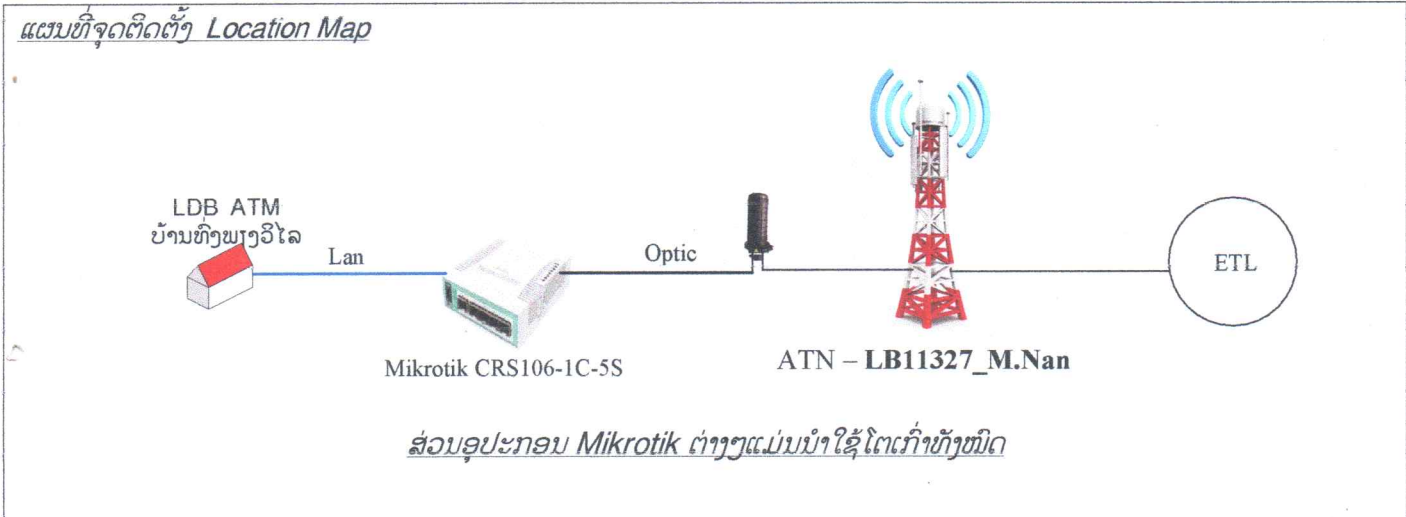 ແຜນທີ່ຈຸດຕິດຕັ້ງ Location Map
LDB ATM
ບ້ານທົ່ງພຽງວິໄລ
Lan
Optic
ETL
Mikrotik CRS106-1C-5S
ATN – LB11327_M.Nan
ສ່ວນອຸປະກອນ Mikrotik ຕ່າງໆແມ່ນນຳໃຊ້ໂຕເກົ່າທັງໝົດ